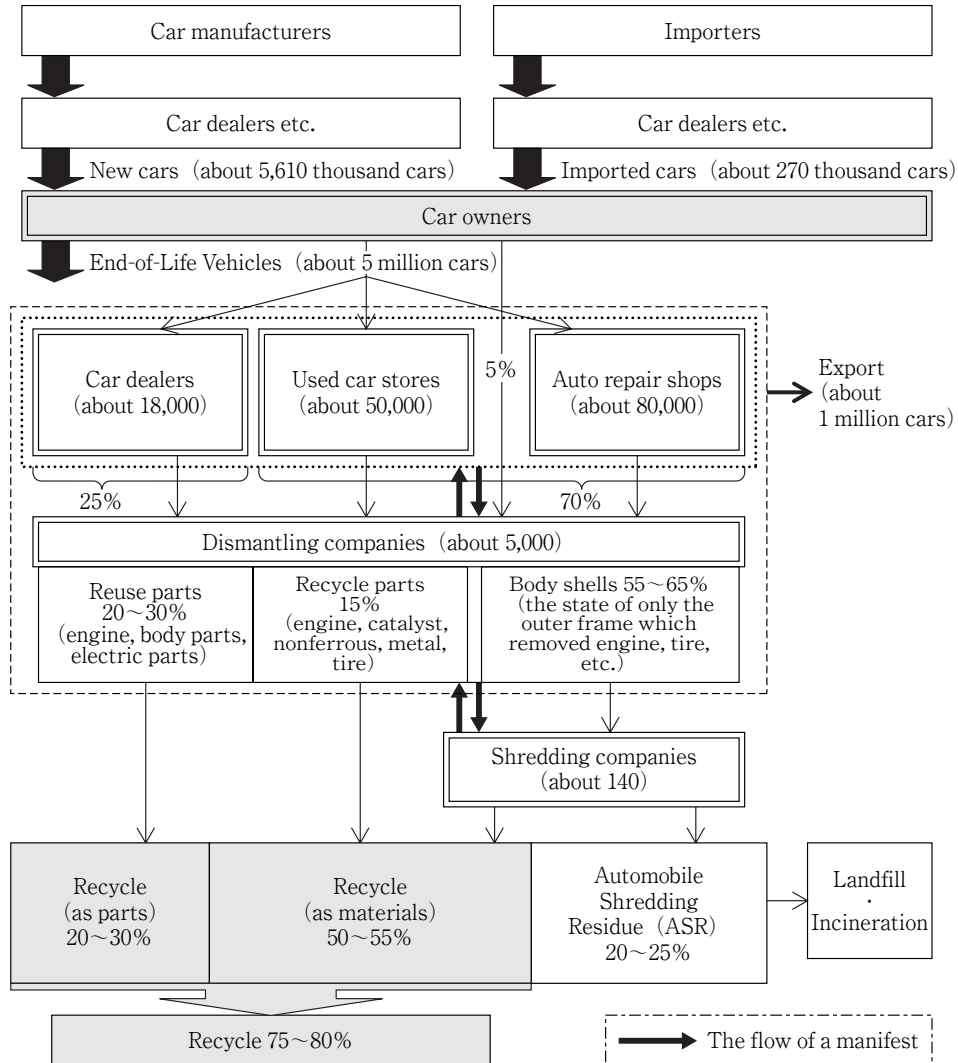 Car manufacturers
Importers
Car dealers etc.
Car dealers etc.
New cars (about 5,610 thousand cars)
Imported cars (about 270 thousand cars)
Car owners
End-of-Life Vehicles (about 5 million cars)
Car dealers
(about 18,000)
Used car stores
(about 50,000)
5%
Auto repair shops
(about 80,000)
Export
(about
1 million cars)
25%
70%
Dismantling companies (about 5,000)
Reuse parts
20~30%
(engine, body parts,
electric parts)
Recycle parts
15%
(engine, catalyst,
nonferrous, metal,
tire)
Body shells 55~65%
(the state of only the
outer frame which
removed engine, tire,
etc.)
Shredding companies
(about 140)
Recycle
(as parts)
20~30%
Recycle
(as materials)
50~55%
Automobile
Shredding
Residue (ASR)
20~25%
Landfill
·
Incineration
Recycle 75~80%
The flow of a manifest